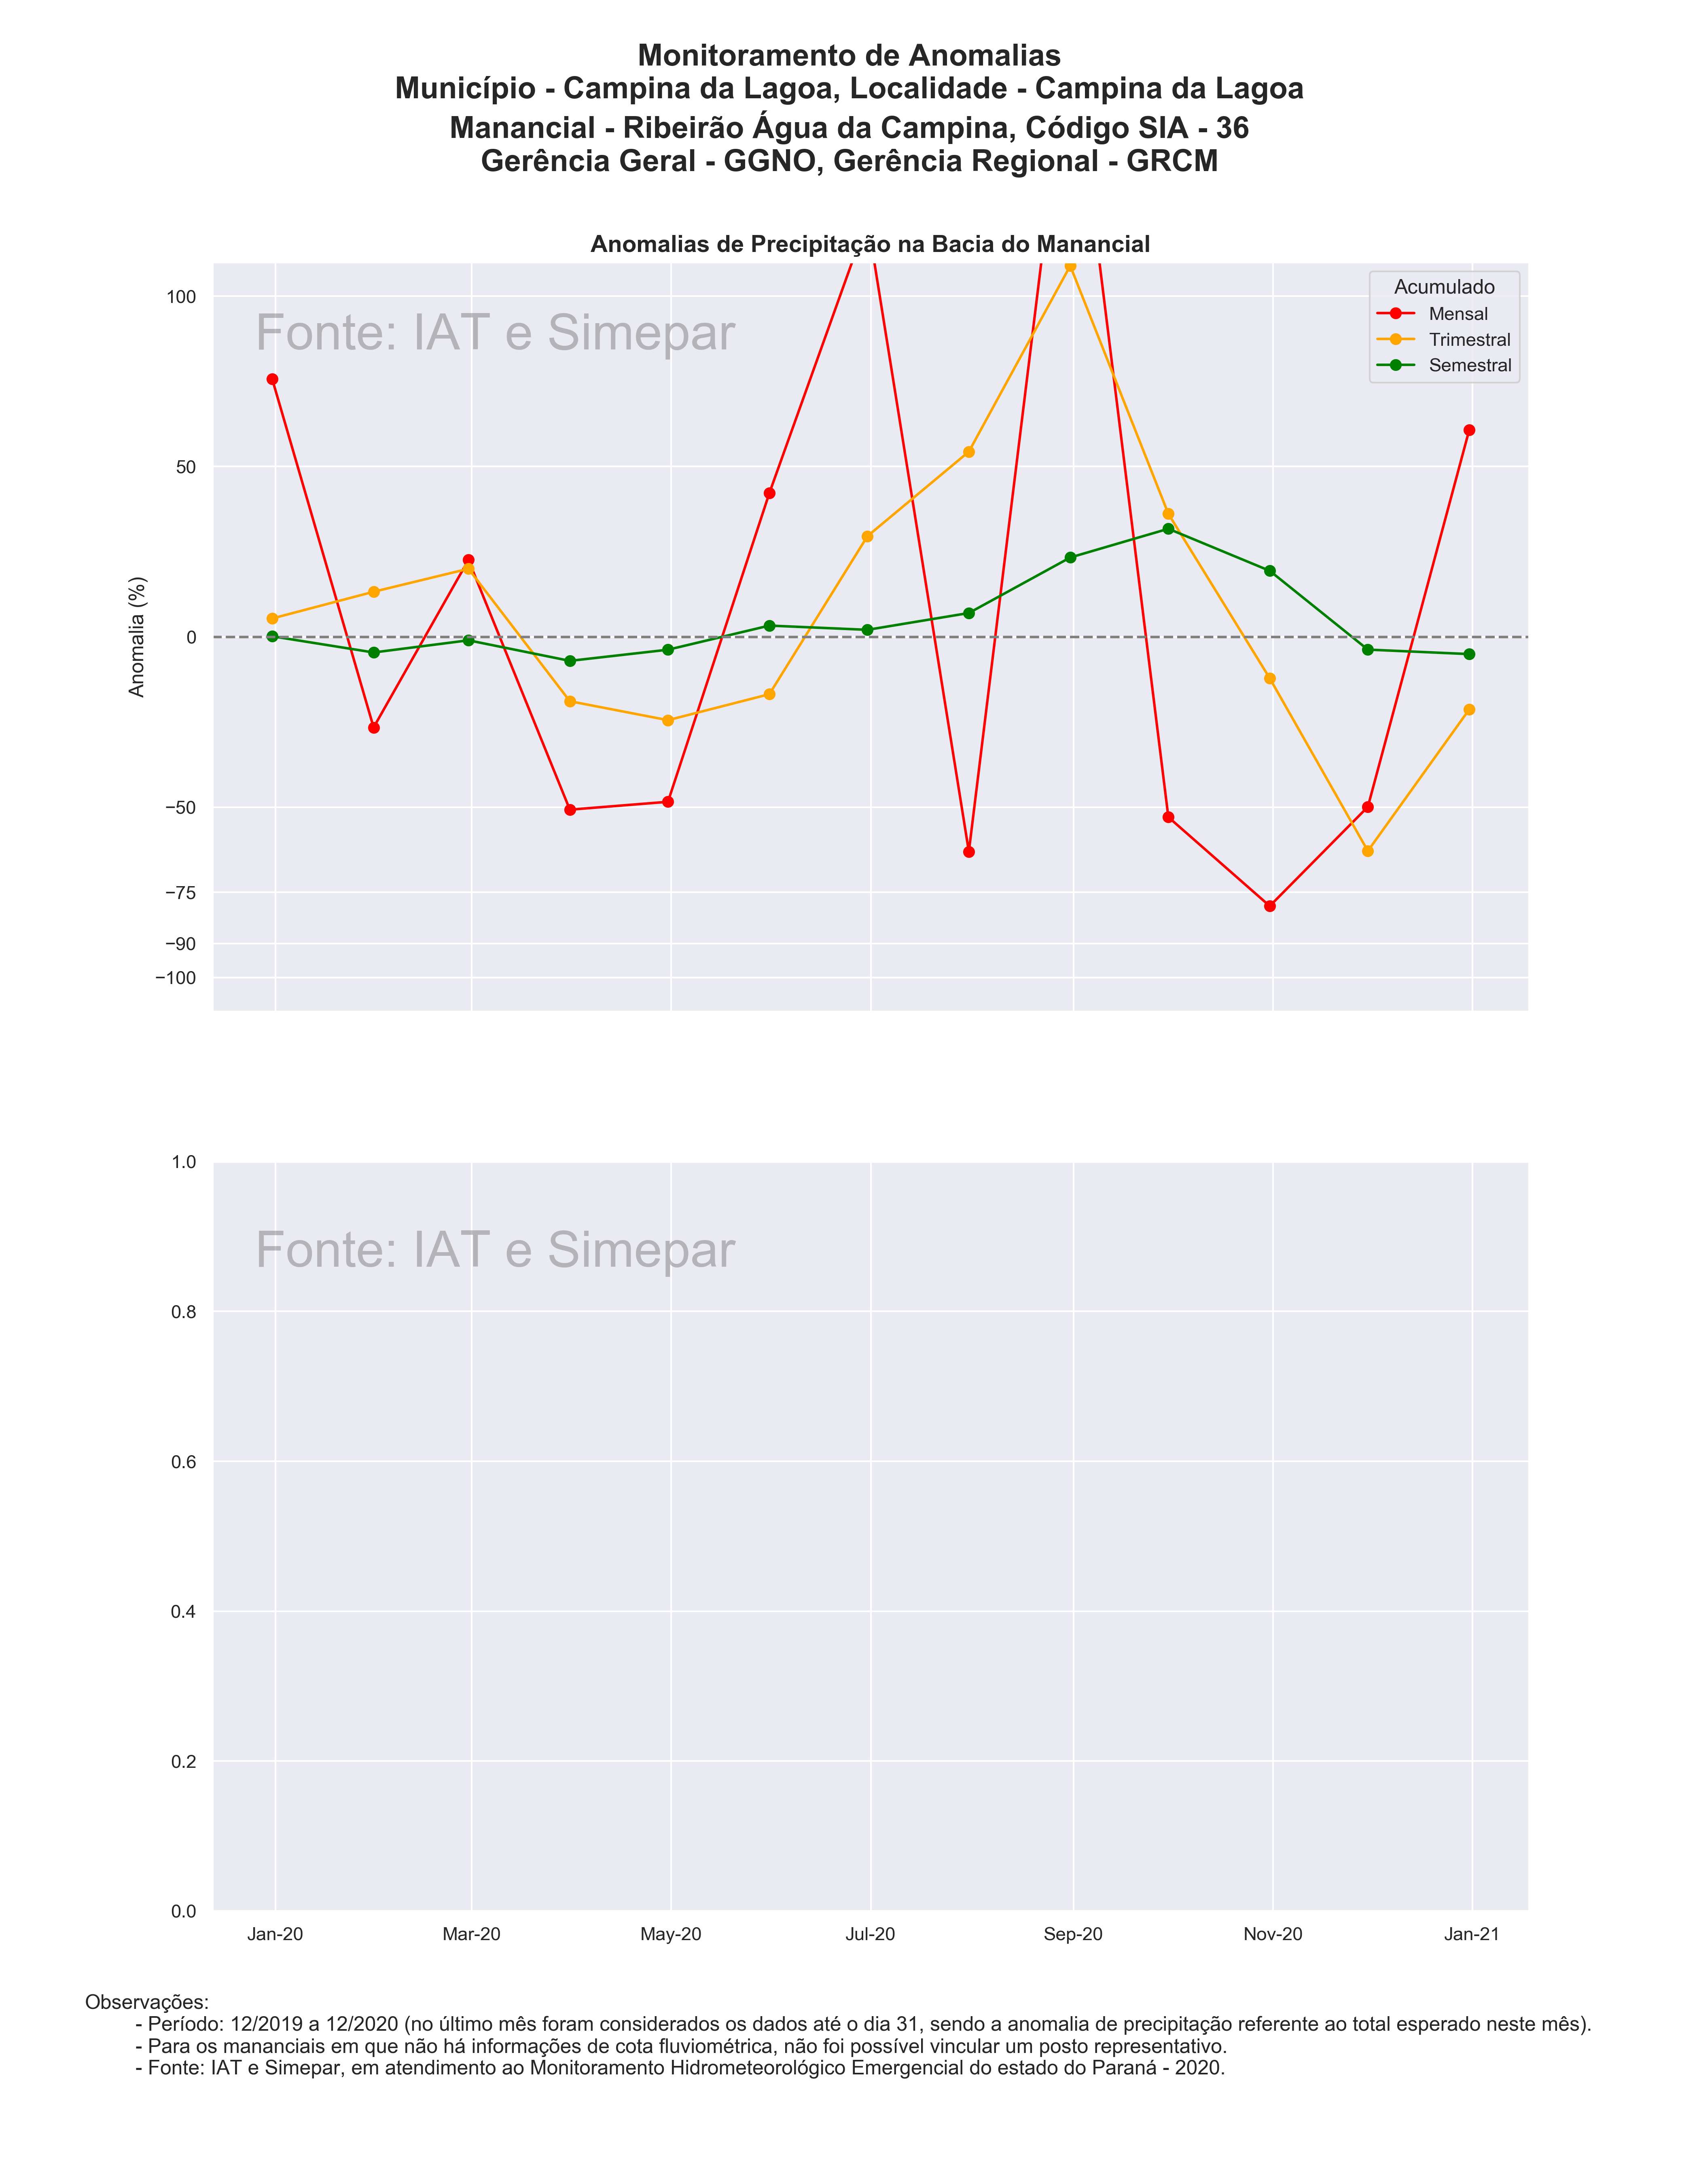 Monitoramento de Anomalias
Município - Campina da Lagoa, Localidade - Campina da Lagoa
Manancial - Ribeirão Água da Campina, Código SIA - 36
Gerência Geral - GGNO, Gerência Regional - GRCM
Anomalias de Precipitação na Bacia do Manancial
Fonte: IAT e Simepar
Acumulado
Mensal
Trimestral
Semestral
Anomalia (%)
100
50
0
−50
−75
−90
−100
Fonte: IAT e Simepar
1.0
0.8
0.6
0.4
0.2
0.0
Jan-20 Mar-20 May-20 Jul-20 Sep-20 Nov-20 Jan-21
Observações:
- Período: 12/2019 a 12/2020 (no último mês foram considerados os dados até o dia 31, sendo a anomalia de precipitação referente ao total esperado neste mês).
- Para os mananciais em que não há informações de cota fluviométrica, não foi possível vincular um posto representativo.
- Fonte: IAT e Simepar, em atendimento ao Monitoramento Hidrometeorológico Emergencial do estado do Paraná - 2020.